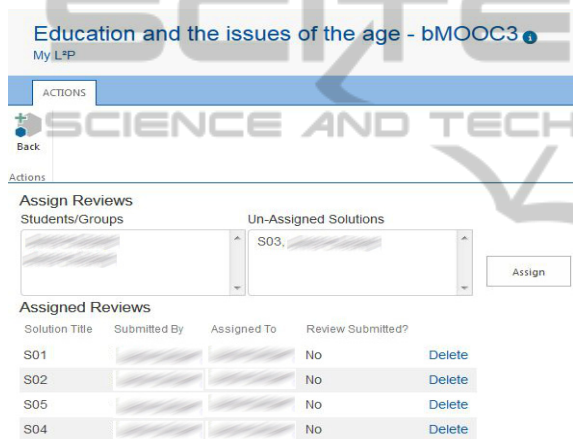 SCITE
Education and the issues of the age - bMOOC3 i
My L²P
ACTIONS
SCIENCE AND TECH
Back
Actions
Assign Reviews
Students/Groups Un-Assigned Solutions
S03,
Assign
Assigned Reviews
Solution Title Submitted By Assigned To Review Submitted?
S01 No Delete
S02 No Delete
S05 No Delete
S04 No Delete